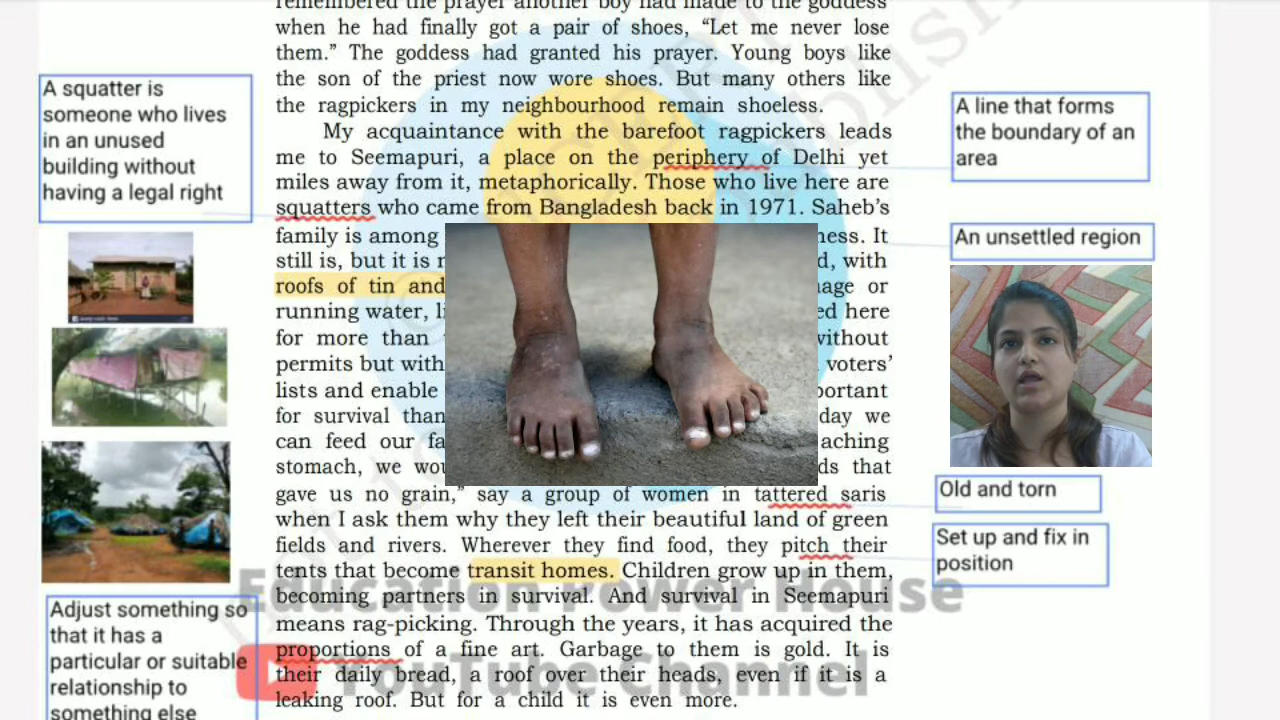 remembered the prayer another boy had made to the goddess
when he had finally got a pair of shoes, “Let me never lose
them.” The goddess had granted his prayer. Young boys like
the son of the priest now wore shoes. But many others like
the ragpickers in my neighbourhood remain shoeless.
My acquaintance with the barefoot ragpickers leads
me to Seemapuri, a place on the periphery of Delhi yet
miles away from it, metaphorically. Those who live here are
squatters who came from Bangladesh back in 1971. Saheb’s
family is among ness. It
still is, but it is with
roofs of tin and or
running water, here
for more than without
permits but with voters’
lists and enable
for survival than day we
can feed our
stomach, we that
gave us no grain,” say a group of women in tattered saris
when I ask them why they left their beautiful land of green
fields and rivers. Wherever they find food, they pitch their
tents that become transit homes. Children grow up in them,
becoming partners in survival. And survival in Seemapuri
means rag-picking. Through the years, it has acquired the
proportions of a fine art. Garbage to them is gold. It is
their daily bread, a roof over their heads, even if it is a
leaking roof. But for a child it is even more.
A squatter is
someone who lives
in an unused
building without
having a legal right
Adjust something so
that it has a
particular or suitable
relationship to
something else
A line that forms
the boundary of an
area
An unsettled region
Old and torn
Set up and fix in
position
Education Power House
YouTube Channel